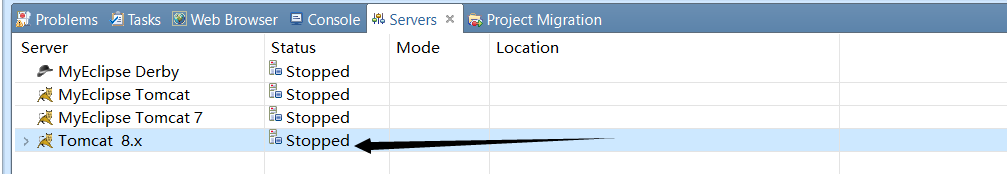 Problems Tasks Web Browser Console Servers Project Migration
Server Status Mode Location
MyEclipse Derby Stopped
MyEclipse Tomcat Stopped
MyEclipse Tomcat 7 Stopped
Tomcat 8.x Stopped